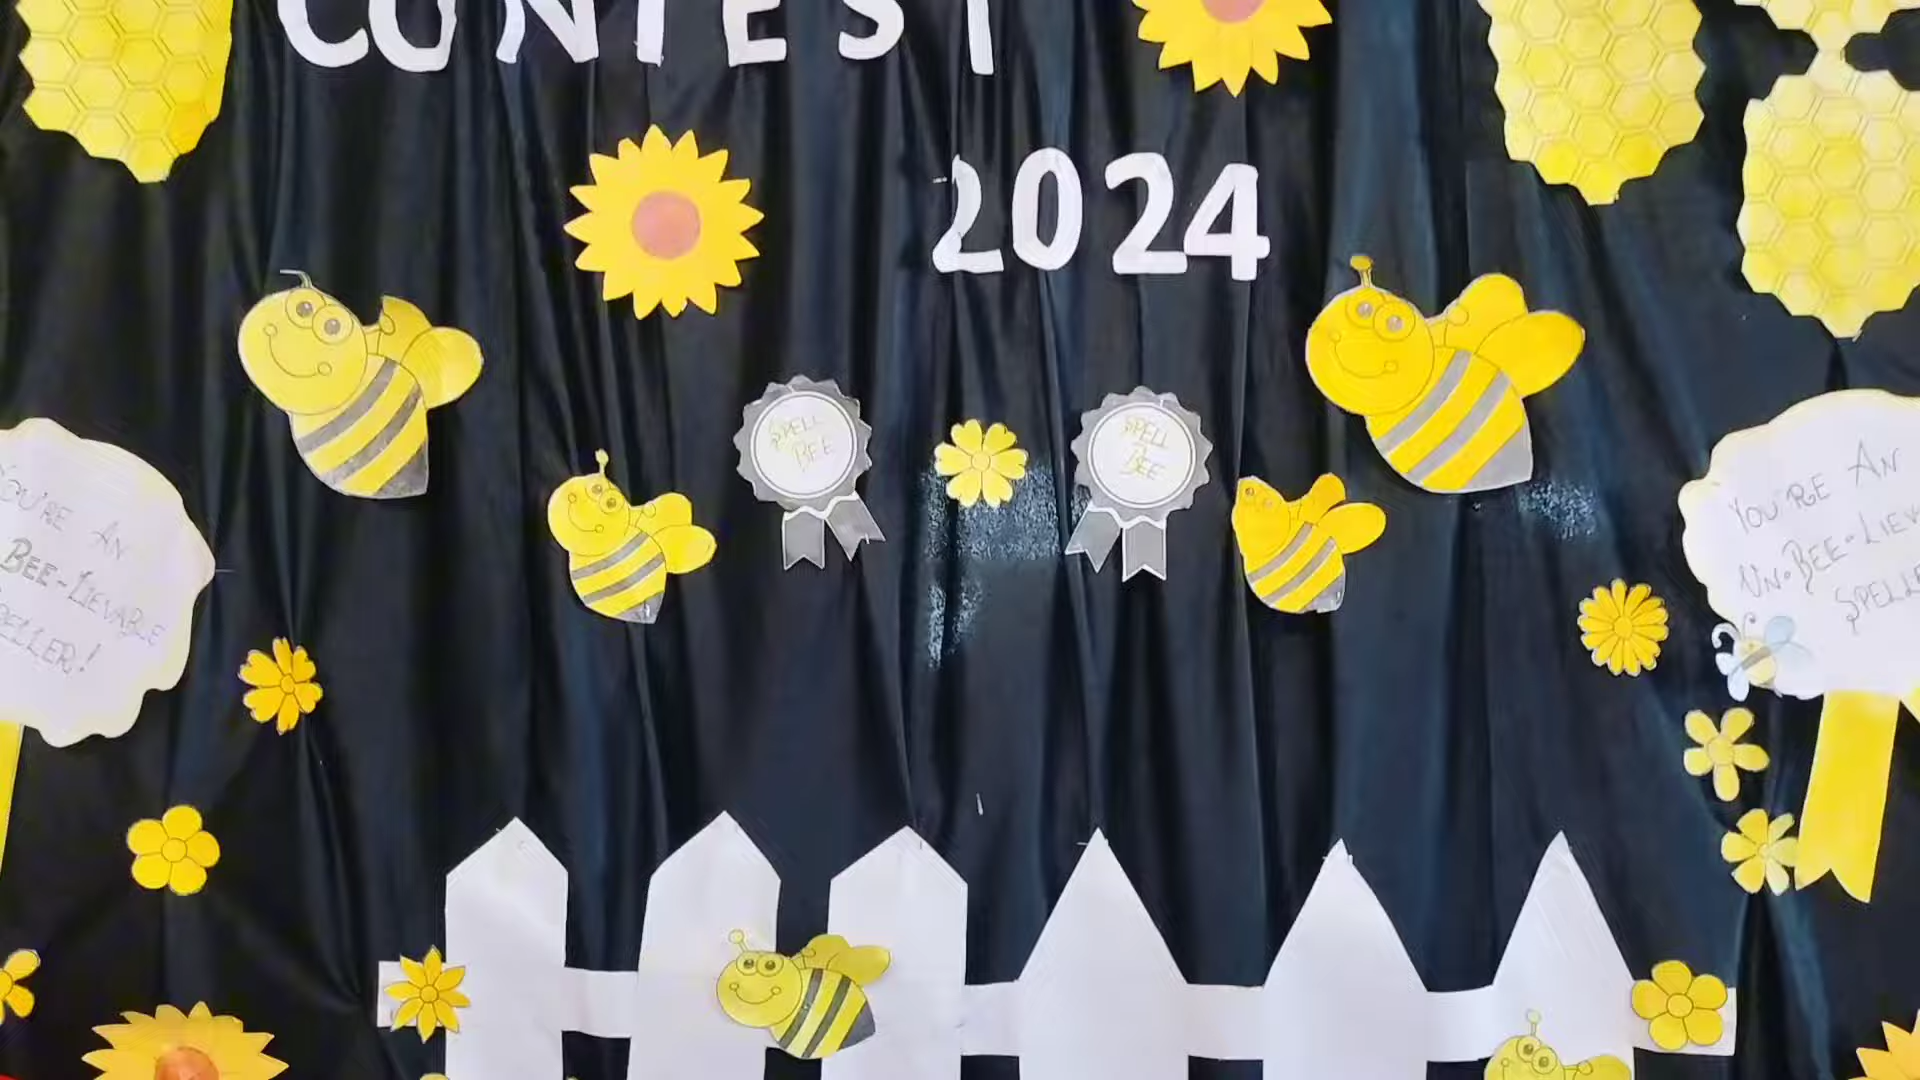 CONTEST
2024
SPELL
BEE
SPELL
BEE
YOU'RE AN
BEE-LIEVABLE
SPELLER!
YOU'RE AN
UN-BEE-LIEV
SPELLE